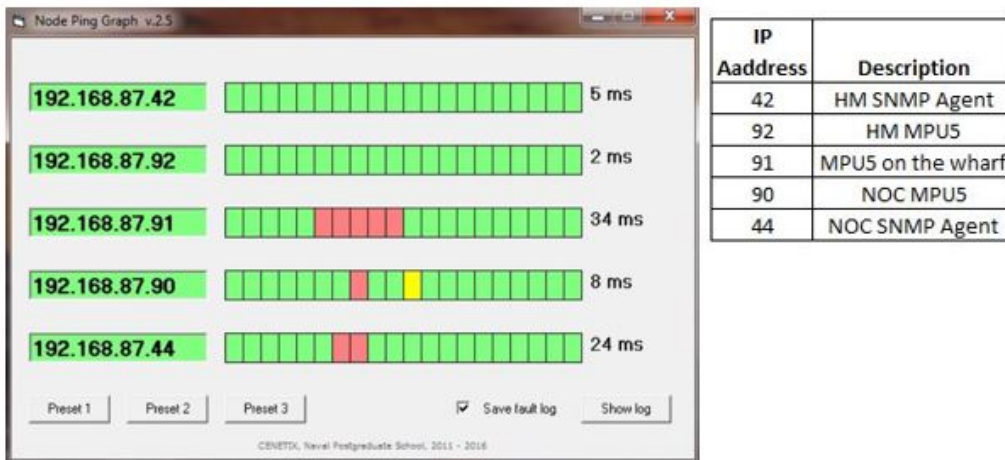 Node Ping Graph v.2.5
192.168.87.42
5 ms
192.168.87.92
2 ms
192.168.87.91
34 ms
192.168.87.90
8 ms
192.168.87.44
24 ms
Preset 1 Preset 2 Preset 3 Save fault log Show log
CENETIX, Naval Postgraduate School, 2011 - 2016
IP
Aaddress Description
42 HM SNMP Agent
92 HM MPU5
91 MPU5 on the wharf
90 NOC MPU5
44 NOC SNMP Agent